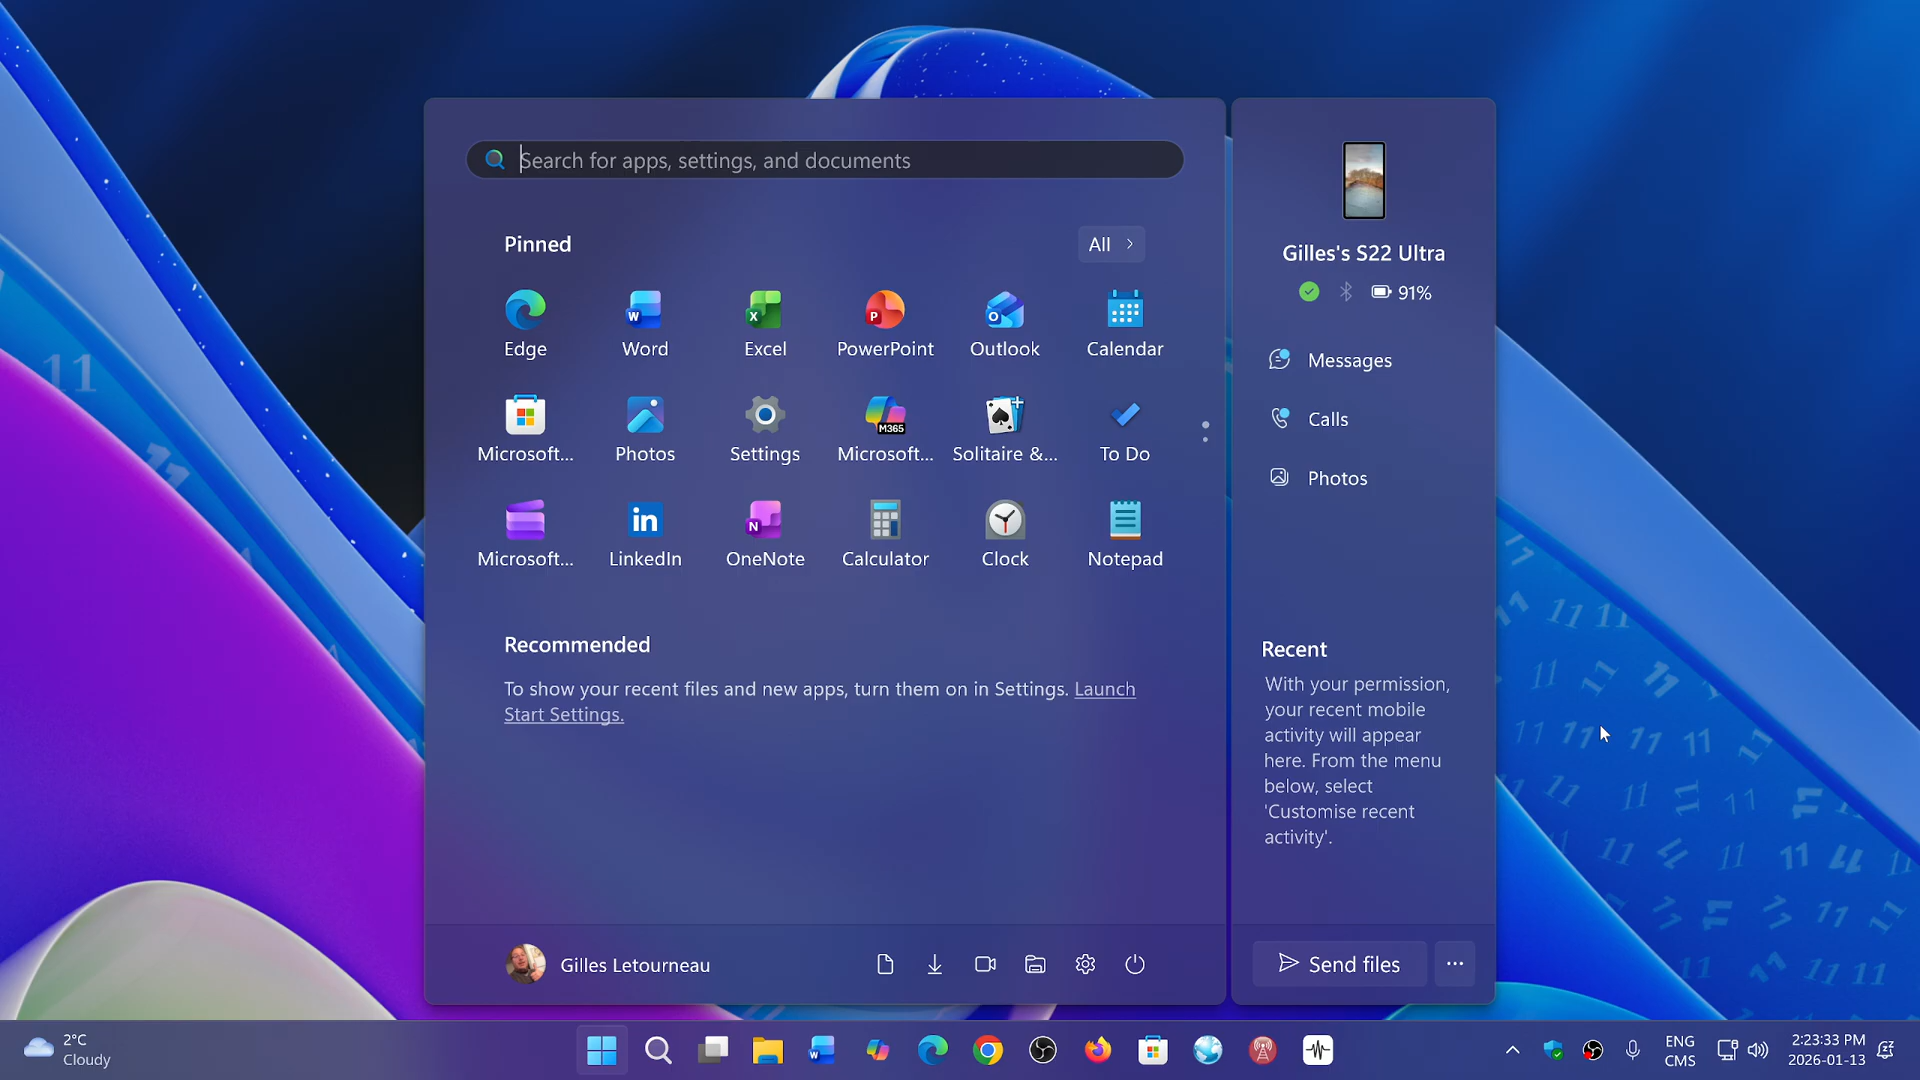 Search for apps, settings, and documents
Pinned
All
Edge
Word
Excel
PowerPoint
Outlook
Calendar
Microsoft...
Photos
Settings
Microsoft...
M365
Solitaire &...
To Do
Microsoft...
LinkedIn
OneNote
Calculator
Clock
Notepad
Recommended
To show your recent files and new apps, turn them on in Settings. Launch
Start Settings.
Gilles Letourneau
Gilles's S22 Ultra
91%
Messages
Calls
Photos
Recent
With your permission,
your recent mobile
activity will appear
here. From the menu
below, select
'Customise recent
activity'.
Send files
2°C
Cloudy
ENG
CMS
2:23:33 PM
2026-01-13